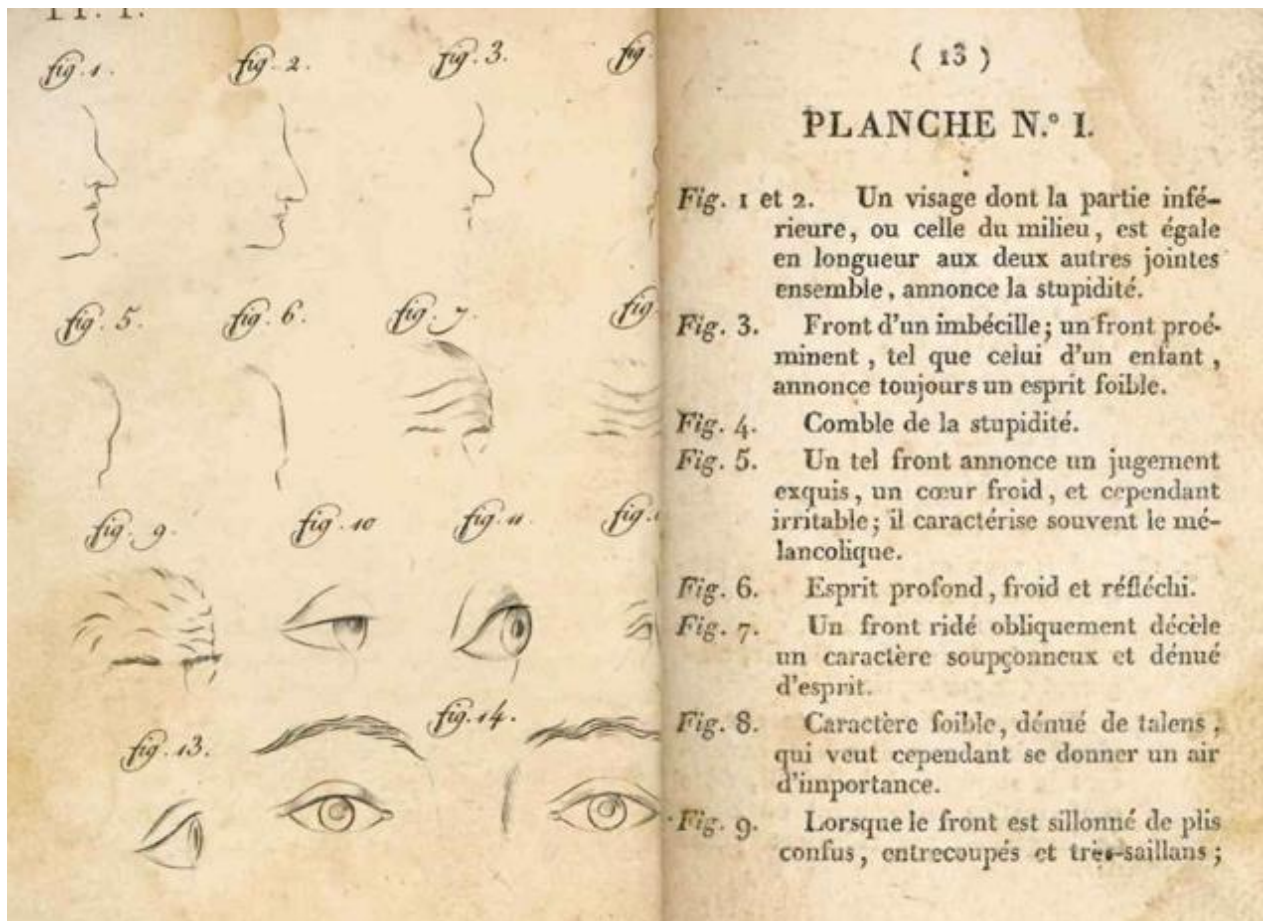 fig. 1.
fig. 2.
fig. 3.
fig.
fig. 5.
fig. 6.
fig. 7.
fig.
fig. 9.
fig. 10
fig. 11
fig.
fig. 13.
fig. 14.
( 13 )
PLANCHE N.° I.
Fig. 1 et 2. Un visage dont la partie infé-
rieure, ou celle du milieu, est égale
en longueur aux deux autres jointes
ensemble, annonce la stupidité.
Fig. 3. Front d'un imbécille; un front proé-
minent, tel que celui d'un enfant,
annonce toujours un esprit foible.
Fig. 4. Comble de la stupidité.
Fig. 5. Un tel front annonce un jugement
exquis, un cœur froid, et cependant
irritable; il caractérise souvent le mé-
lancolique.
Fig. 6. Esprit profond, froid et réfléchi.
Fig. 7. Un front ridé obliquement décèle
un caractère soupçonneux et dénué
d'esprit.
Fig. 8. Caractère foible, dénué de talens,
qui veut cependant se donner un air
d'importance.
Fig. 9. Lorsque le front est sillonné de plis
confus, entrecoupés et très-saillans;